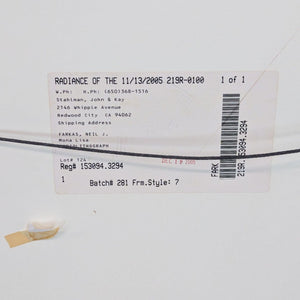 RADIANCE OF THE 11/13/2005 219R-0100 1 of 1
W.Ph: H.Ph: (650)368-1516
Stahlman, John & Kay
2146 Whipple Avenue
Redwood City, CA 94062
Shipping Address
FARKAS, NEIL J.
Mona Lisa
Lot# 124
Reg# 153094.3294
1 Batch# 281 Frm.Style: 7
FARK
219R.153094.3294